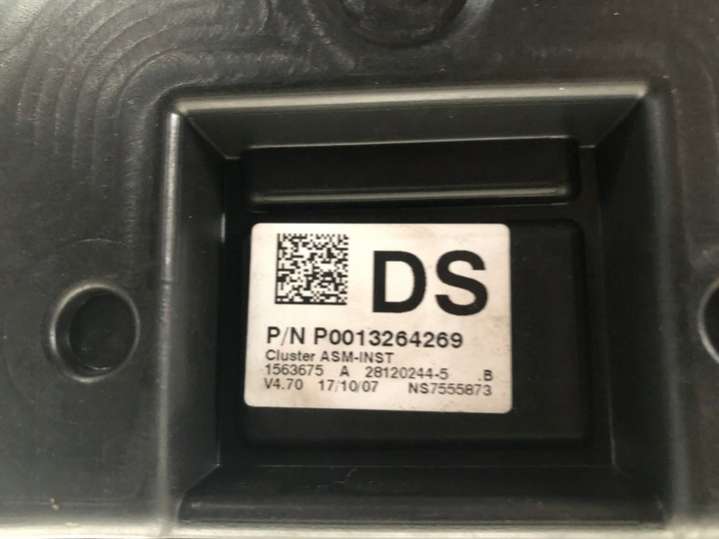 DS
P/N P0013264269
Cluster ASM-INST
1563675 A 28120244-5 .B
V4.70 17/10/07 NS7555873